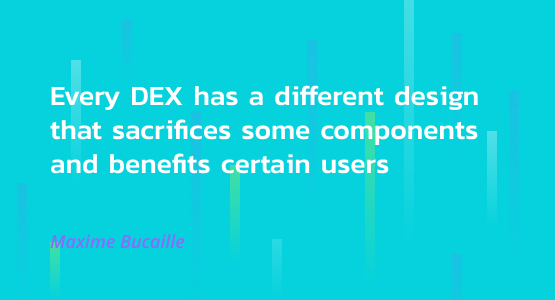 Every DEX has a different design
that sacrifices some components
and benefits certain users
Maxime Bucaille